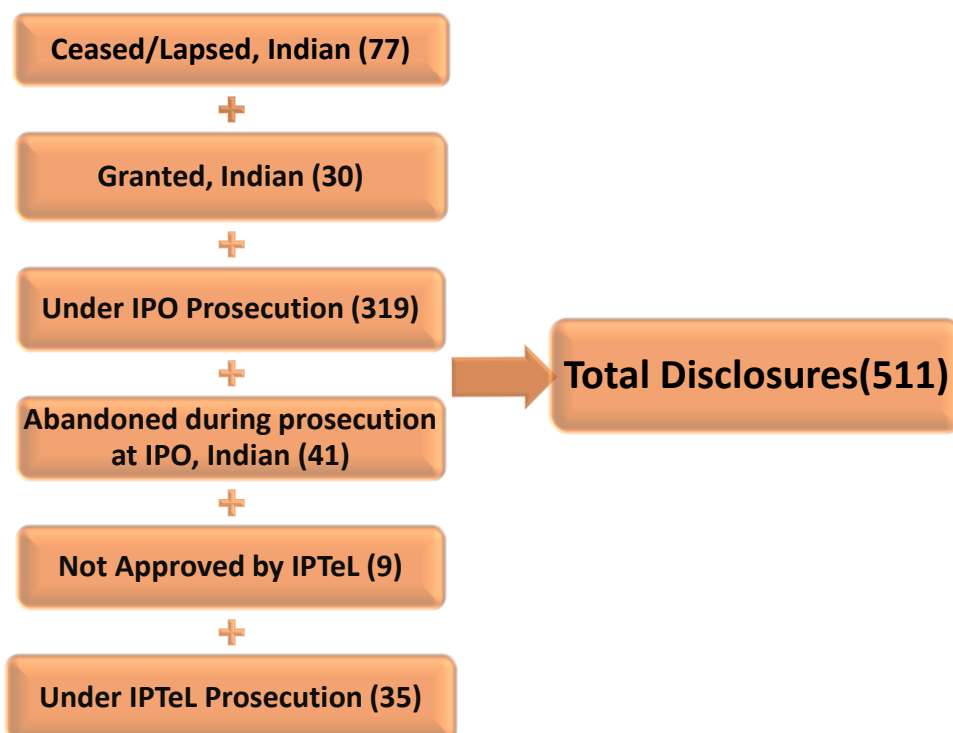 Ceased/Lapsed, Indian (77)
Granted, Indian (30)
Under IPO Prosecution (319)
Abandoned during prosecution
at IPO, Indian (41)
Not Approved by IPTeL (9)
Under IPTeL Prosecution (35)
Total Disclosures(511)